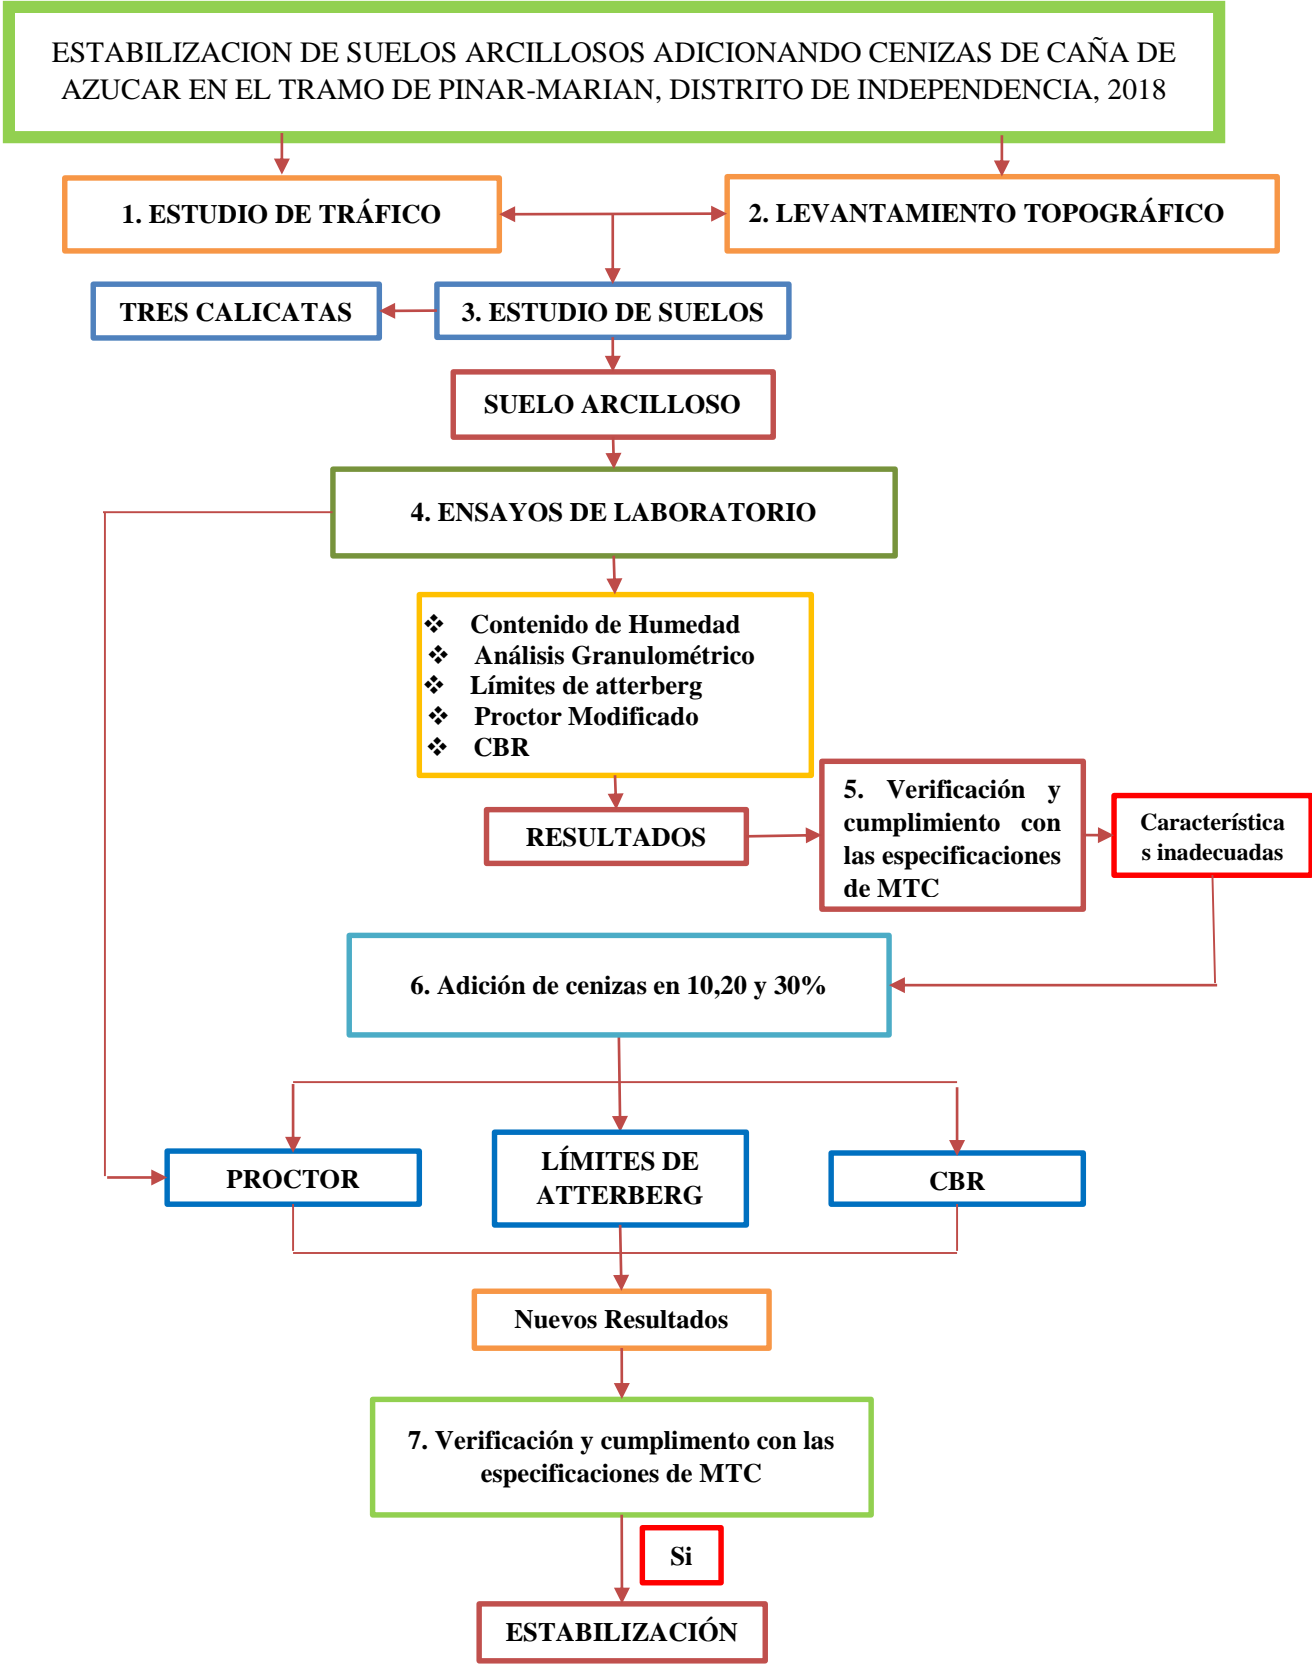 ESTABILIZACION DE SUELOS ARCILLOSOS ADICIONANDO CENIZAS DE CAÑA DE
AZUCAR EN EL TRAMO DE PINAR-MARIAN, DISTRITO DE INDEPENDENCIA, 2018
1. ESTUDIO DE TRÁFICO
2. LEVANTAMIENTO TOPOGRÁFICO
TRES CALICATAS
3. ESTUDIO DE SUELOS
SUELO ARCILLOSO
4. ENSAYOS DE LABORATORIO
❖ Contenido de Humedad
❖ Análisis Granulométrico
❖ Límites de atterberg
❖ Proctor Modificado
❖ CBR
RESULTADOS
5. Verificación y
cumplimiento con
las especificaciones
de MTC
Característica
s inadecuadas
6. Adición de cenizas en 10,20 y 30%
PROCTOR
LÍMITES DE
ATTERBERG
CBR
Nuevos Resultados
7. Verificación y cumplimento con las
especificaciones de MTC
Si
ESTABILIZACIÓN